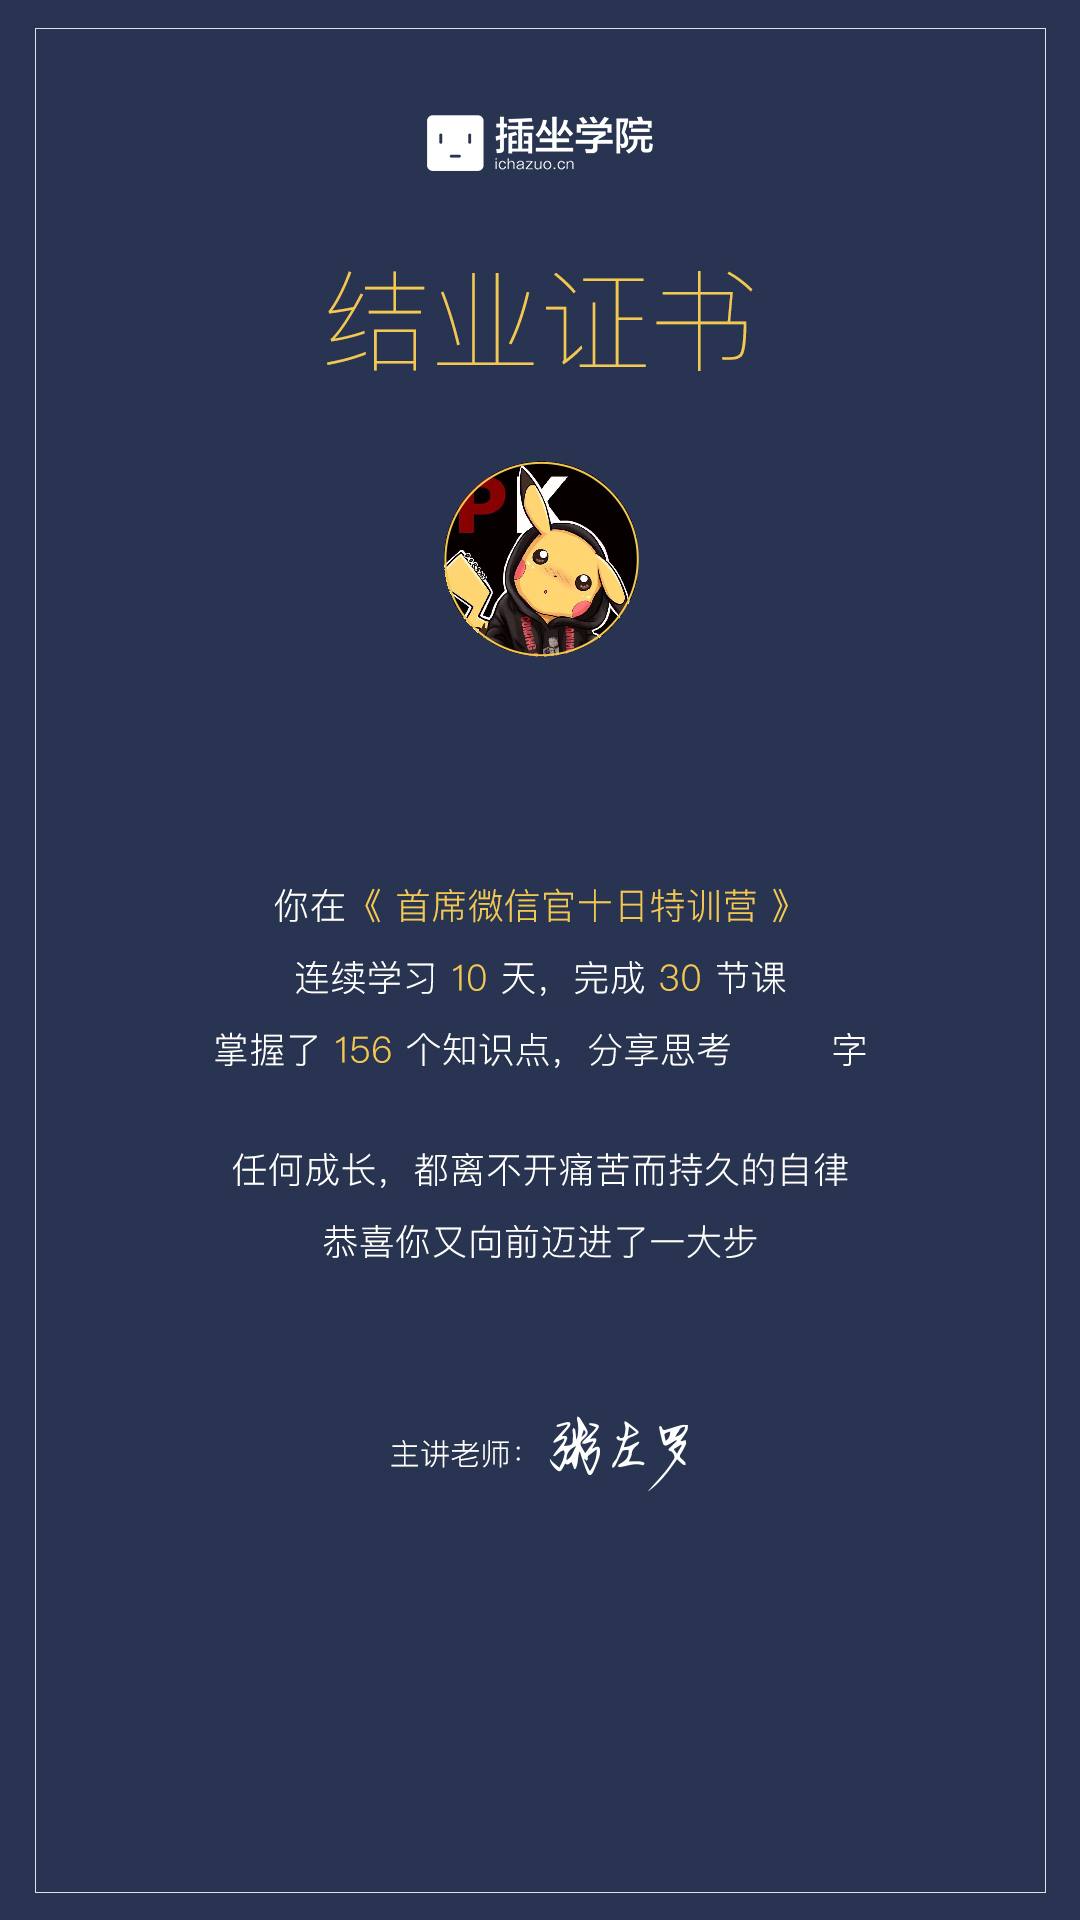 插坐学院
ichazuo.cn
结业证书
PK
你在《 首席微信官十日特训营 》
连续学习 10 天，完成 30 节课
掌握了 156 个知识点，分享思考 字
任何成长，都离不开痛苦而持久的自律
恭喜你又向前迈进了一大步
主讲老师：粥左罗